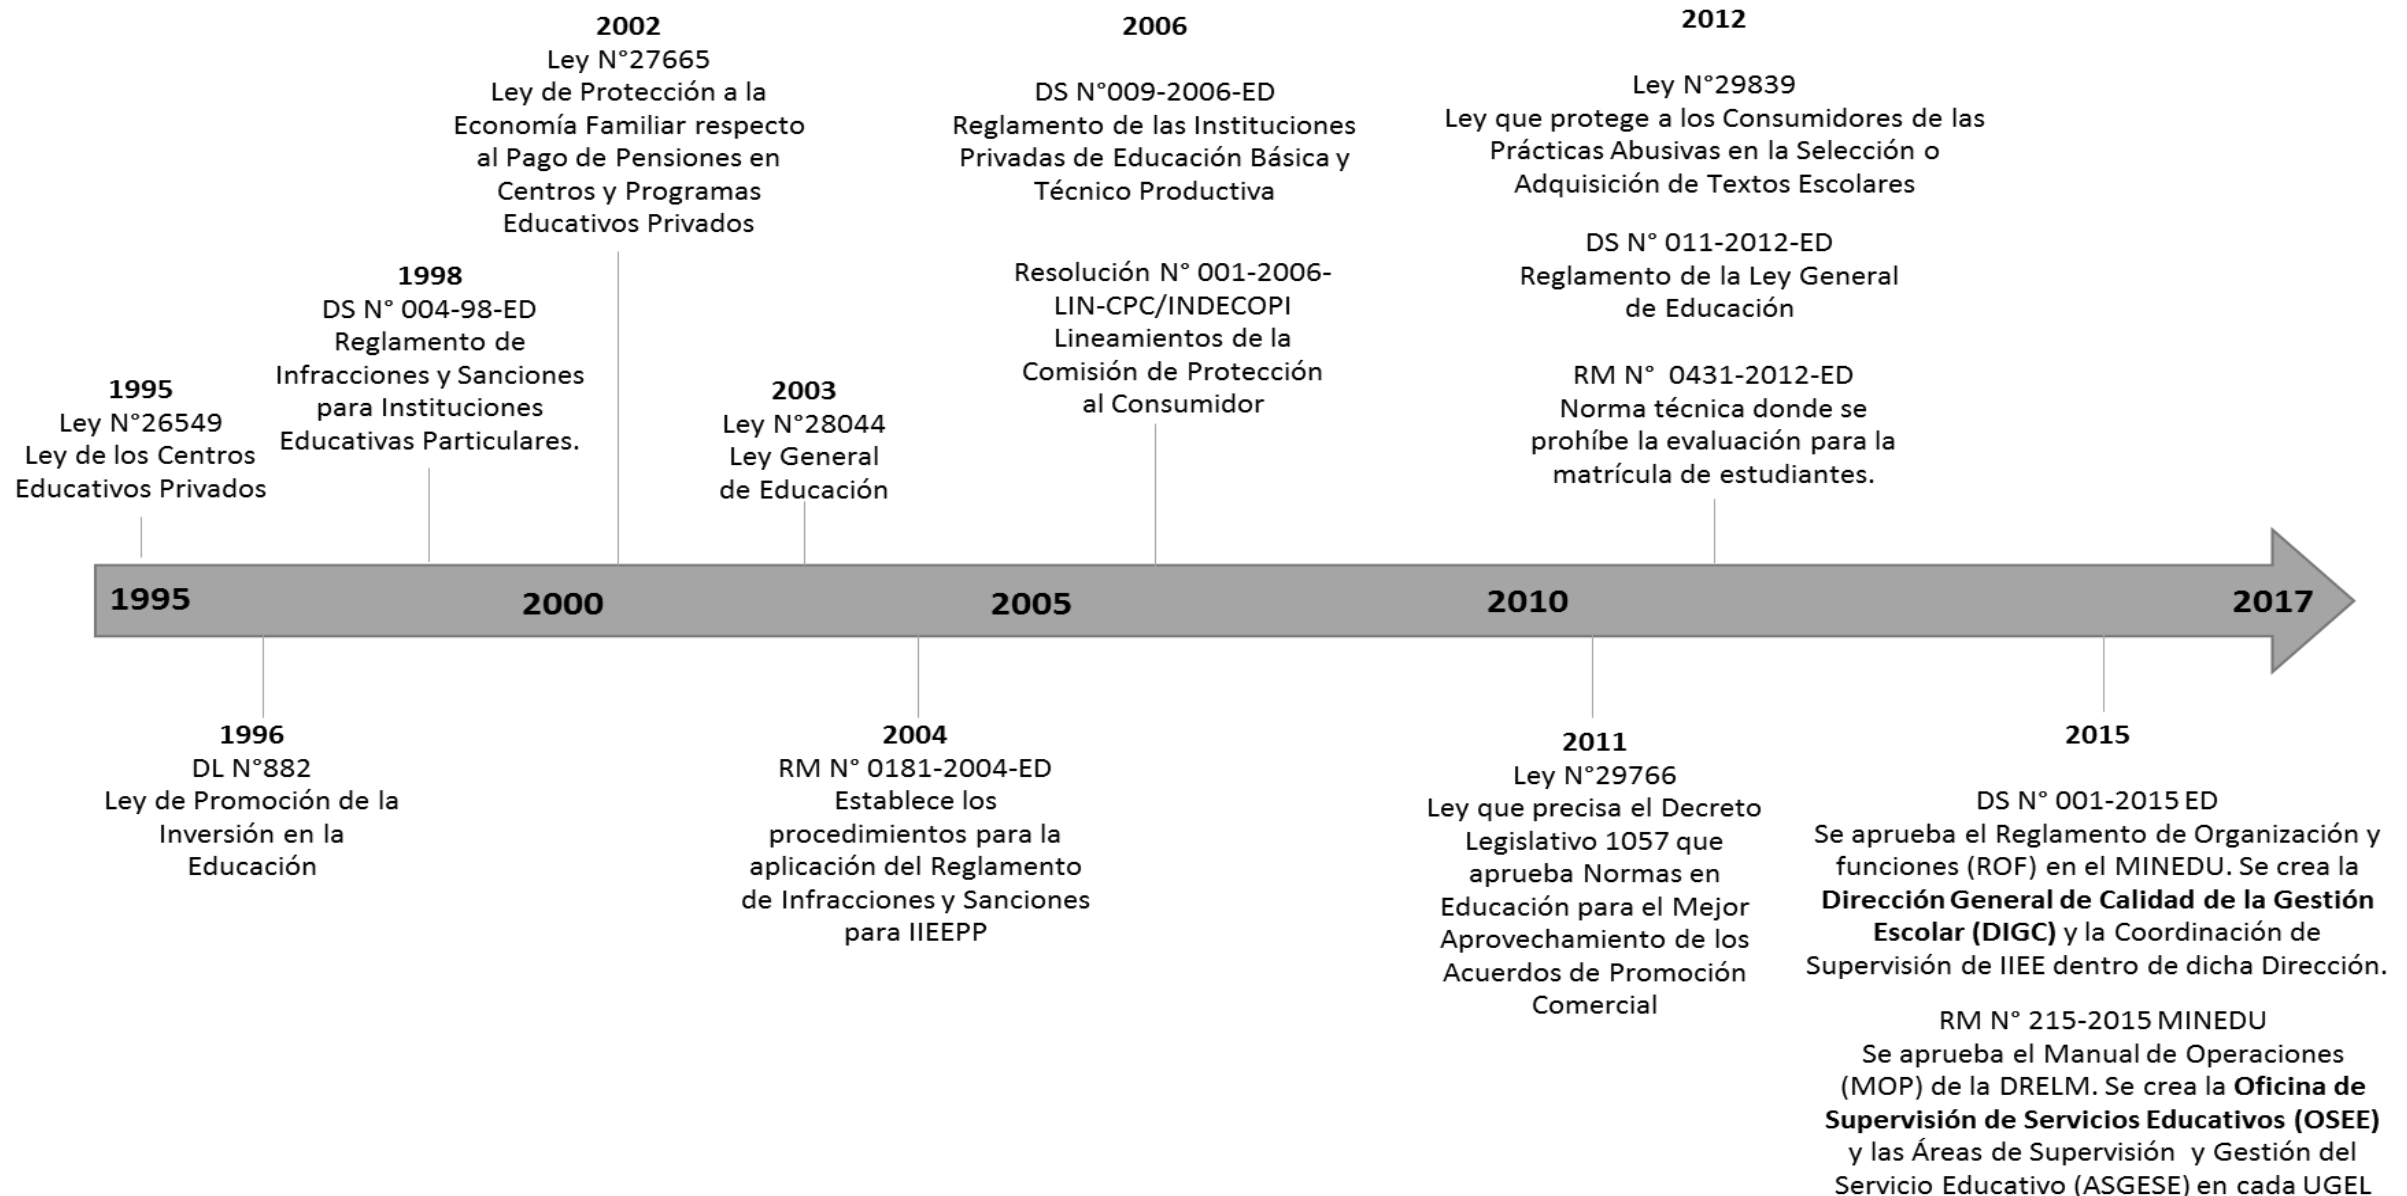 2002
Ley N°27665
Ley de Protección a la
Economía Familiar respecto
al Pago de Pensiones en
Centros y Programas
Educativos Privados
2006
DS N°009-2006-ED
Reglamento de las Instituciones
Privadas de Educación Básica y
Técnico Productiva
Resolución N° 001-2006-
LIN-CPC/INDECOPI
Lineamientos de la
Comisión de Protección
al Consumidor
2012
Ley N°29839
Ley que protege a los Consumidores de las
Prácticas Abusivas en la Selección o
Adquisición de Textos Escolares
DS N° 011-2012-ED
Reglamento de la Ley General
de Educación
RM N° 0431-2012-ED
Norma técnica donde se
prohíbe la evaluación para la
matrícula de estudiantes.
1998
DS N° 004-98-ED
Reglamento de
Infracciones y Sanciones
para Instituciones
Educativas Particulares.
1995
Ley N°26549
Ley de los Centros
Educativos Privados
2003
Ley N°28044
Ley General
de Educación
1995 2000 2005 2010 2017
1996
DL N°882
Ley de Promoción de la
Inversión en la
Educación
2004
RM N° 0181-2004-ED
Establece los
procedimientos para la
aplicación del Reglamento
de Infracciones y Sanciones
para IIEEPP
2011
Ley N°29766
Ley que precisa el Decreto
Legislativo 1057 que
aprueba Normas en
Educación para el Mejor
Aprovechamiento de los
Acuerdos de Promoción
Comercial
2015
DS N° 001-2015 ED
Se aprueba el Reglamento de Organización y
funciones (ROF) en el MINEDU. Se crea la
Dirección General de Calidad de la Gestión
Escolar (DIGC) y la Coordinación de
Supervisión de IIEE dentro de dicha Dirección.
RM N° 215-2015 MINEDU
Se aprueba el Manual de Operaciones
(MOP) de la DRELM. Se crea la Oficina de
Supervisión de Servicios Educativos (OSEE)
y las Áreas de Supervisión y Gestión del
Servicio Educativo (ASGESE) en cada UGEL